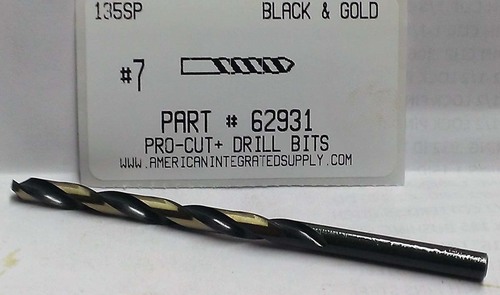 135SP BLACK & GOLD
#7
PART # 62931
PRO-CUT+ DRILL BITS
WWW.AMERICANINTEGRATEDSUPPLY.COM